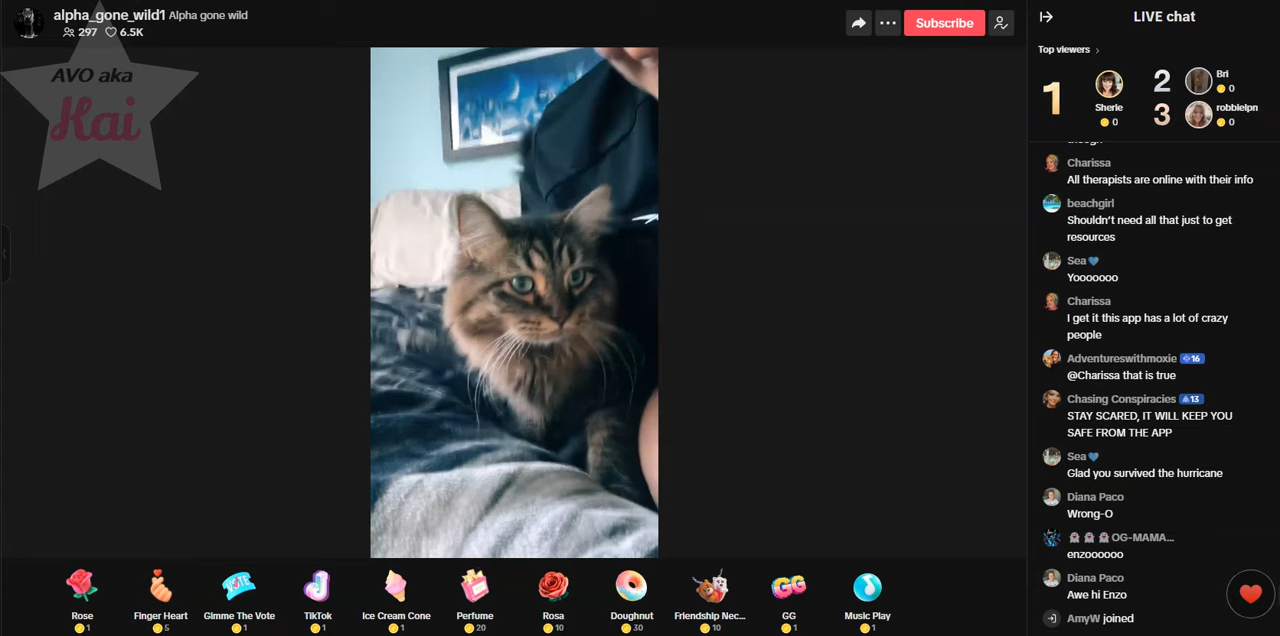 alpha_gone_wild1 Alpha gone wild
297 6.5K
Subscribe
AVO aka
Kai
LIVE chat
Top viewers
1
Sherie
0
2
Bri
0
3
robbielpn
0
Charissa
All therapists are online with their info
beachgirl
Shouldn't need all that just to get
resources
Sea
Yooooooo
Charissa
I get it this app has a lot of crazy
people
Adventureswithmoxie 16
@Charissa that is true
Chasing Conspiracies 13
STAY SCARED, IT WILL KEEP YOU
SAFE FROM THE APP
Sea
Glad you survived the hurricane
Diana Paco
Wrong-O
OG-MAMA...
enzoooooo
Diana Paco
Awe hi Enzo
AmyW joined
VOTE
GG
Rose Finger Heart Gimme The Vote TikTok Ice Cream Cone Perfume Rosa Doughnut Friendship Nec... GG Music Play
1 5 1 1 1 20 10 30 10 1 1